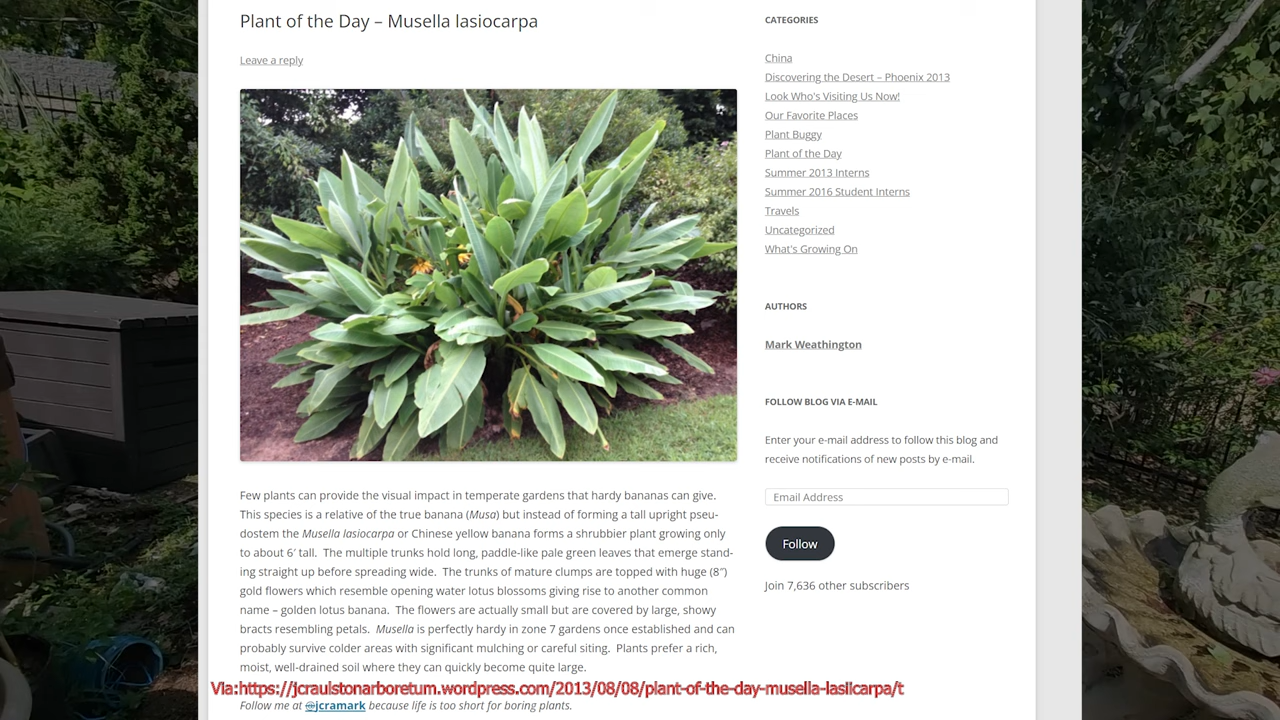 Plant of the Day – Musella lasiocarpa
Leave a reply
Few plants can provide the visual impact in temperate gardens that hardy bananas can give.
This species is a relative of the true banana (Musa) but instead of forming a tall upright pseu-
dostem the Musella lasiocarpa or Chinese yellow banana forms a shrubbier plant growing only
to about 6′ tall.  The multiple trunks hold long, paddle-like pale green leaves that emerge stand-
ing straight up before spreading wide.  The trunks of mature clumps are topped with huge (8″)
gold flowers which resemble opening water lotus blossoms giving rise to another common
name – golden lotus banana.  The flowers are actually small but are covered by large, showy
bracts resembling petals.  Musella is perfectly hardy in zone 7 gardens once established and can
probably survive colder areas with significant mulching or careful siting.  Plants prefer a rich,
moist, well-drained soil where they can quickly become quite large.
Via:https://jcraulstonarboretum.wordpress.com/2013/08/08/plant-of-the-day-musella-lasiicarpa/t
Follow me at @jcramark because life is too short for boring plants.
CATEGORIES
China
Discovering the Desert – Phoenix 2013
Look Who's Visiting Us Now!
Our Favorite Places
Plant Buggy
Plant of the Day
Summer 2013 Interns
Summer 2016 Student Interns
Travels
Uncategorized
What's Growing On
AUTHORS
Mark Weathington
FOLLOW BLOG VIA E-MAIL
Enter your e-mail address to follow this blog and
receive notifications of new posts by e-mail.
Email Address
Follow
Join 7,636 other subscribers